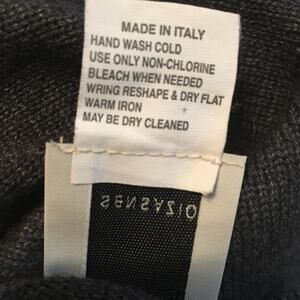 MADE IN ITALY
HAND WASH COLD
USE ONLY NON-CHLORINE
BLEACH WHEN NEEDED
WRING RESHAPE & DRY FLAT
WARM IRON
MAY BE DRY CLEANED
SENSAZIO